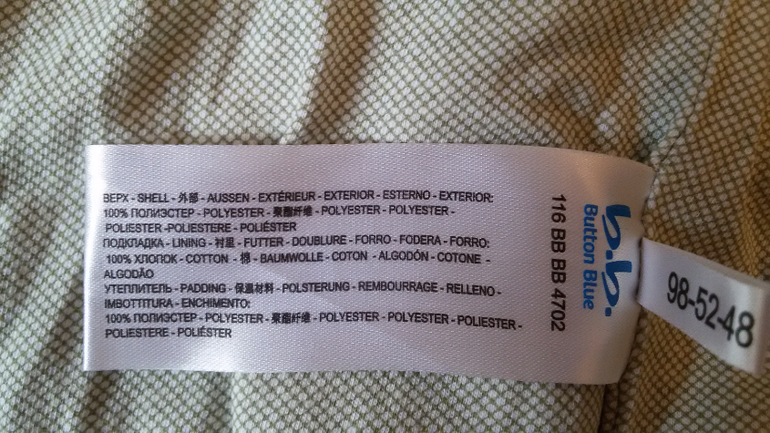 ВЕРХ - SHELL - 外部 - AUSSEN - EXTÉRIEUR - EXTERIOR - ESTERNO - EXTERIOR:
100% ПОЛИЭСТЕР - POLYESTER - 聚酯纤维 - POLYESTER - POLYESTER -
POLIESTER -POLIESTERE - POLIÉSTER
ПОДКЛАДКА - LINING - 衬里 - FUTTER - DOUBLURE - FORRO - FODERA - FORRO:
100% ХЛОПОК - COTTON - 棉 - BAUMWOLLE - COTON - ALGODÓN - COTONE -
ALGODÃO
УТЕПЛИТЕЛЬ - PADDING - 保温材料 - POLSTERUNG - REMBOURRAGE - RELLENO -
IMBOTTITURA - ENCHIMENTO:
100% ПОЛИЭСТЕР - POLYESTER - 聚酯纤维 - POLYESTER - POLYESTER - POLIESTER -
POLIESTERE - POLIÉSTER
116 BB BB 4702
b.b.
Button Blue
98-52-48